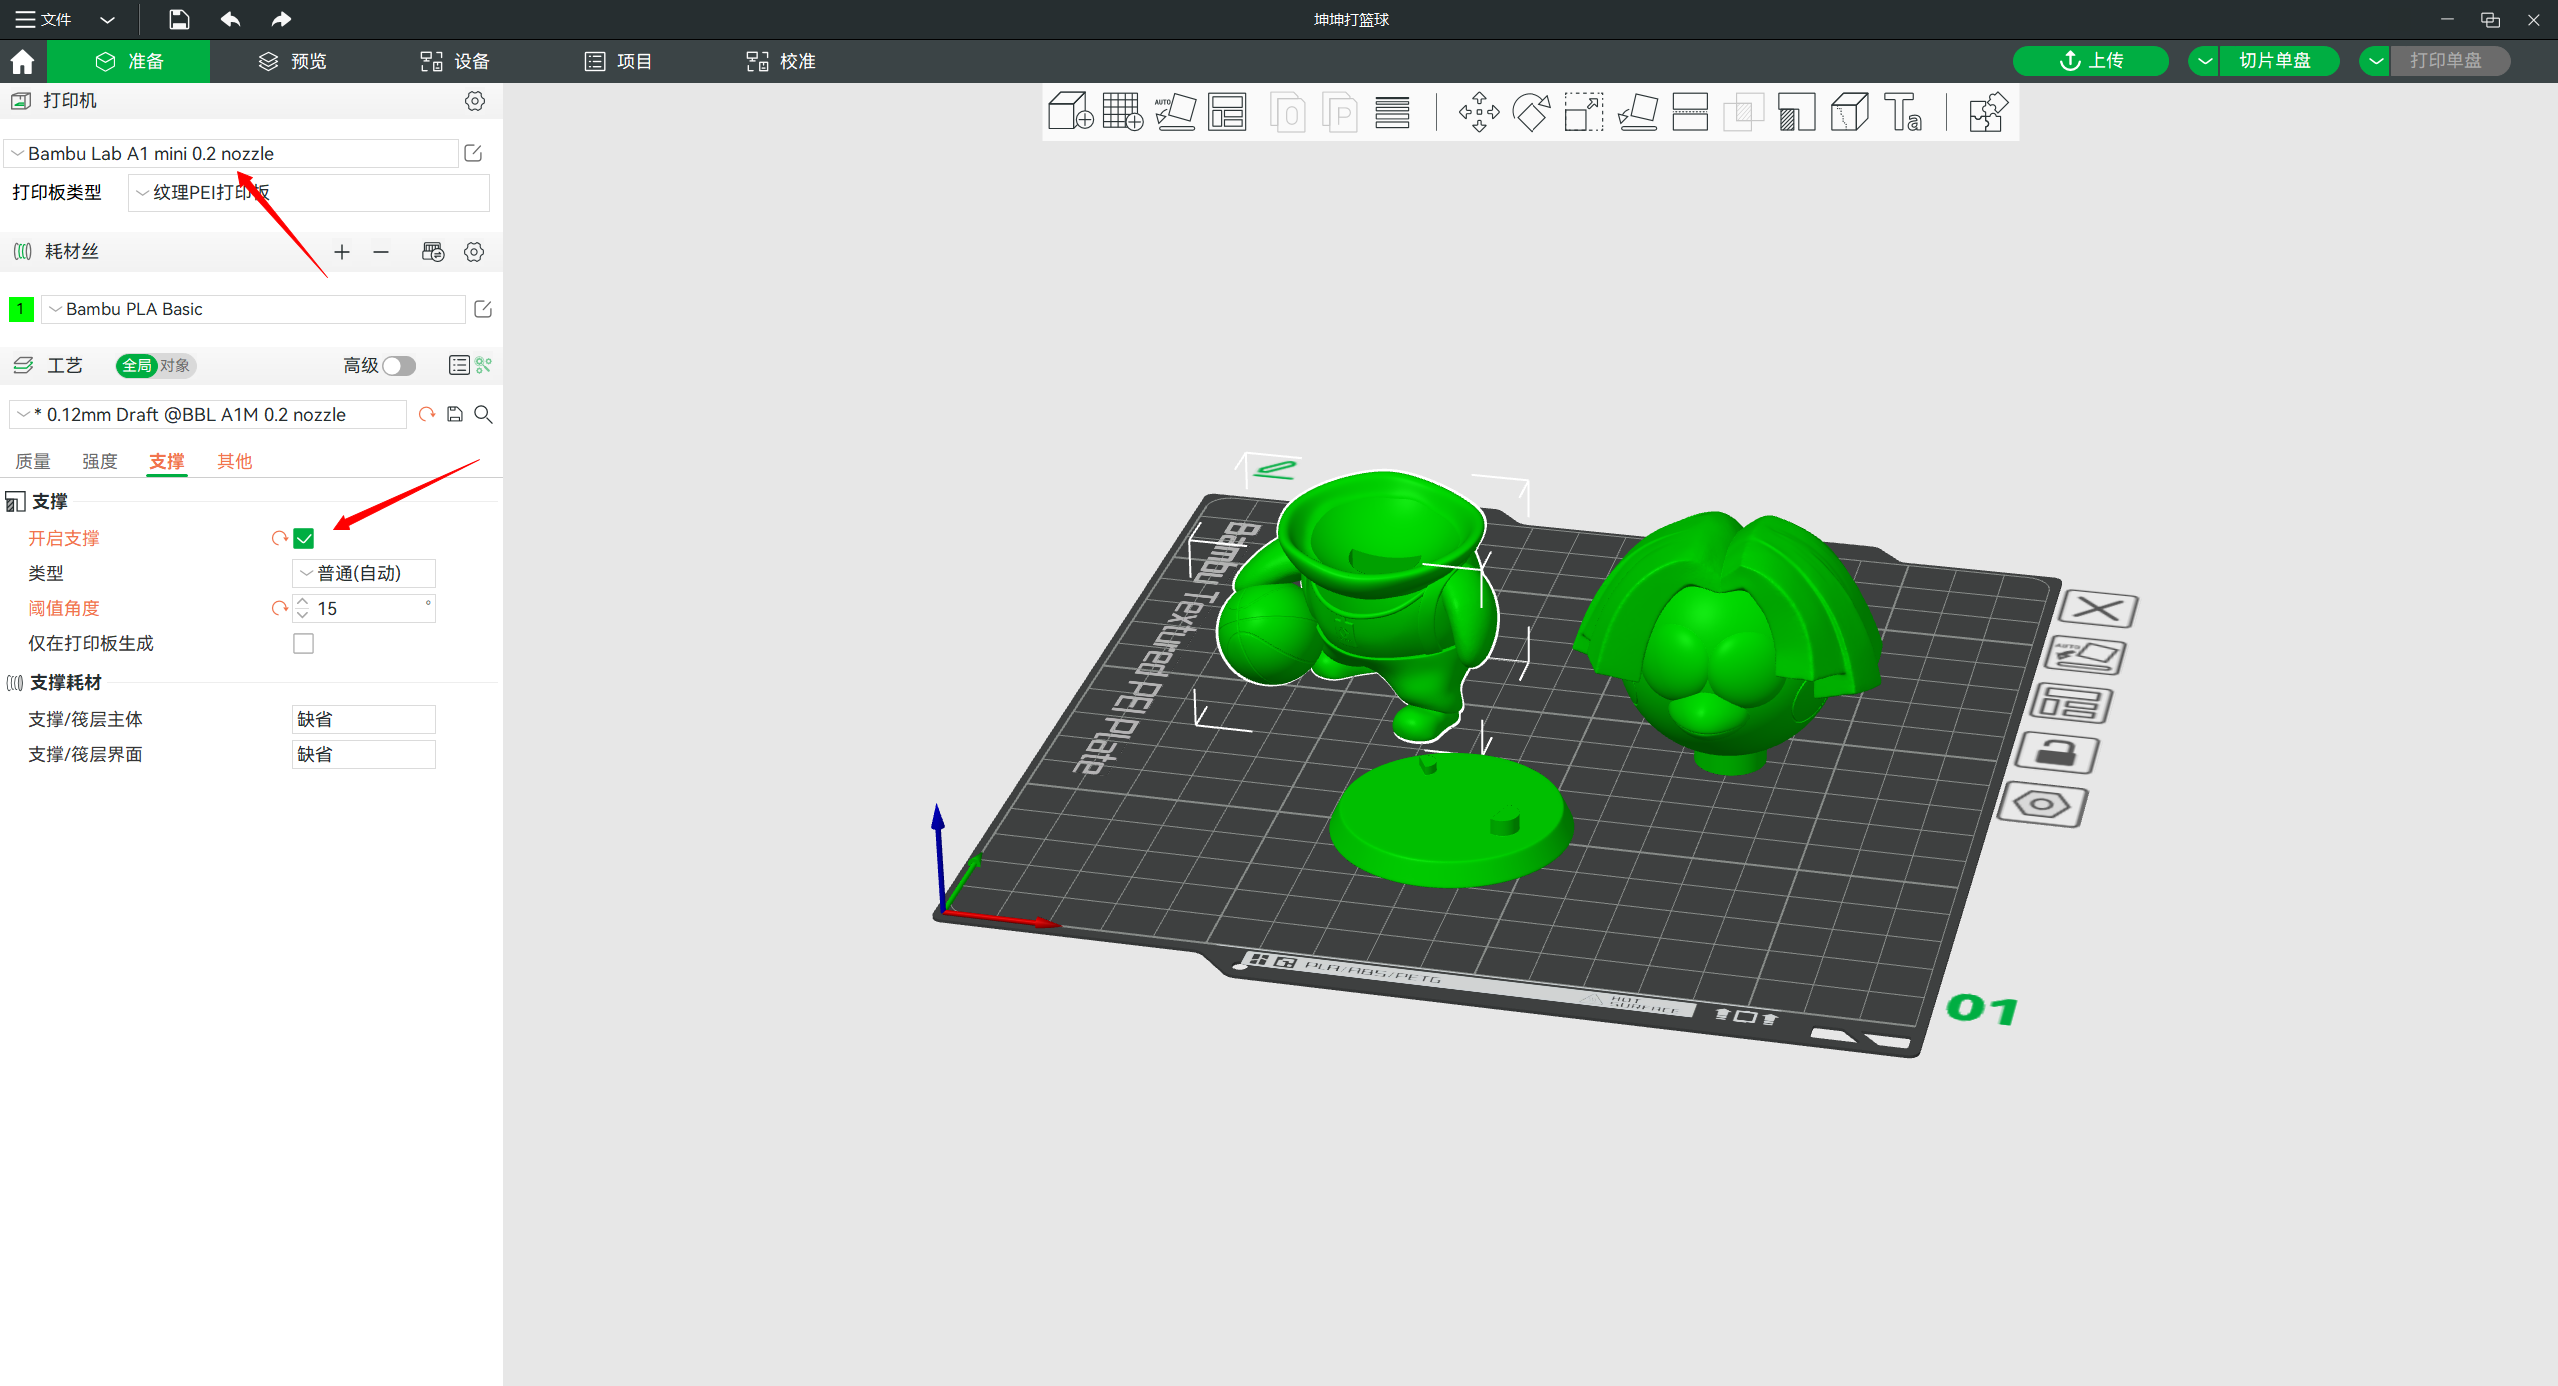 文件
坤坤打篮球
准备
预览
设备
项目
校准
上传
切片单盘
打印单盘
打印机
Bambu Lab A1 mini 0.2 nozzle
打印板类型
纹理PEI打印板
耗材丝
1
Bambu PLA Basic
工艺
全局
对象
高级
* 0.12mm Draft @BBL A1M 0.2 nozzle
质量
强度
支撑
其他
支撑
开启支撑
类型
普通(自动)
阈值角度
15
°
仅在打印板生成
支撑耗材
支撑/筏层主体
缺省
支撑/筏层界面
缺省
AUTO
O
P
Ta
Bambu Textured PEI Plate
AUTO
PLA/ABS/PETG
HOT
SURFACE
01